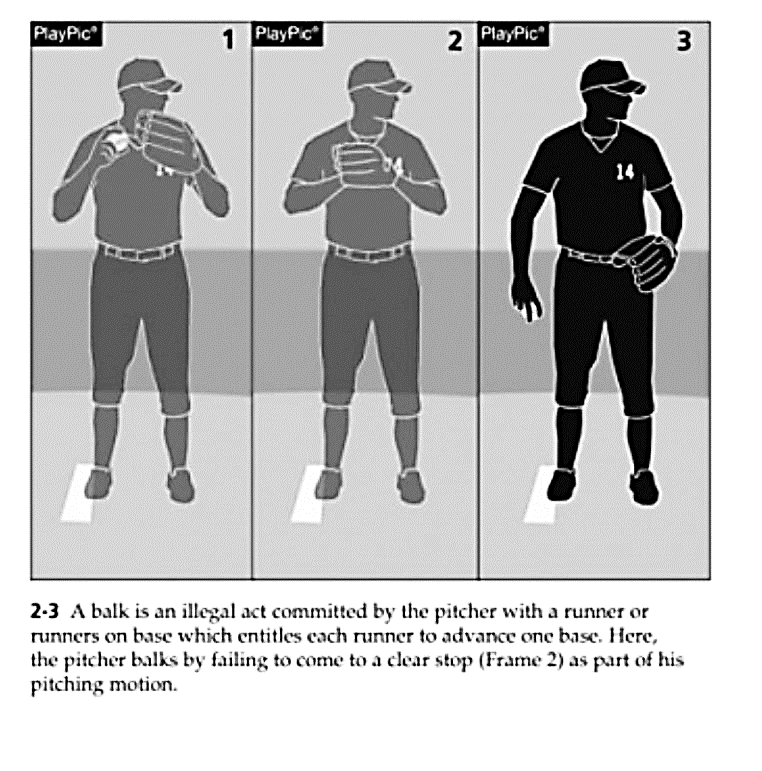 PlayPic® 1 PlayPic® 2 PlayPic® 3
14
14
14
2-3 A balk is an illegal act committed by the pitcher with a runner or
runners on base which entitles each runner to advance one base. Here,
the pitcher balks by failing to come to a clear stop (Frame 2) as part of his
pitching motion.